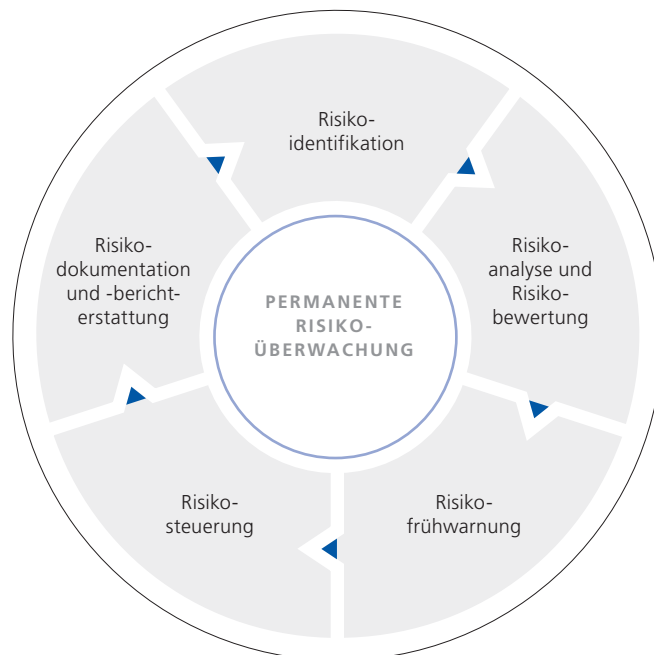 Risiko-
identifikation
Risiko-
analyse und
Risiko-
bewertung
Risiko-
frühwarnung
Risiko-
steuerung
Risiko-
dokumentation
und -bericht-
erstattung
PERMANENTE
RISIKO-
ÜBERWACHUNG